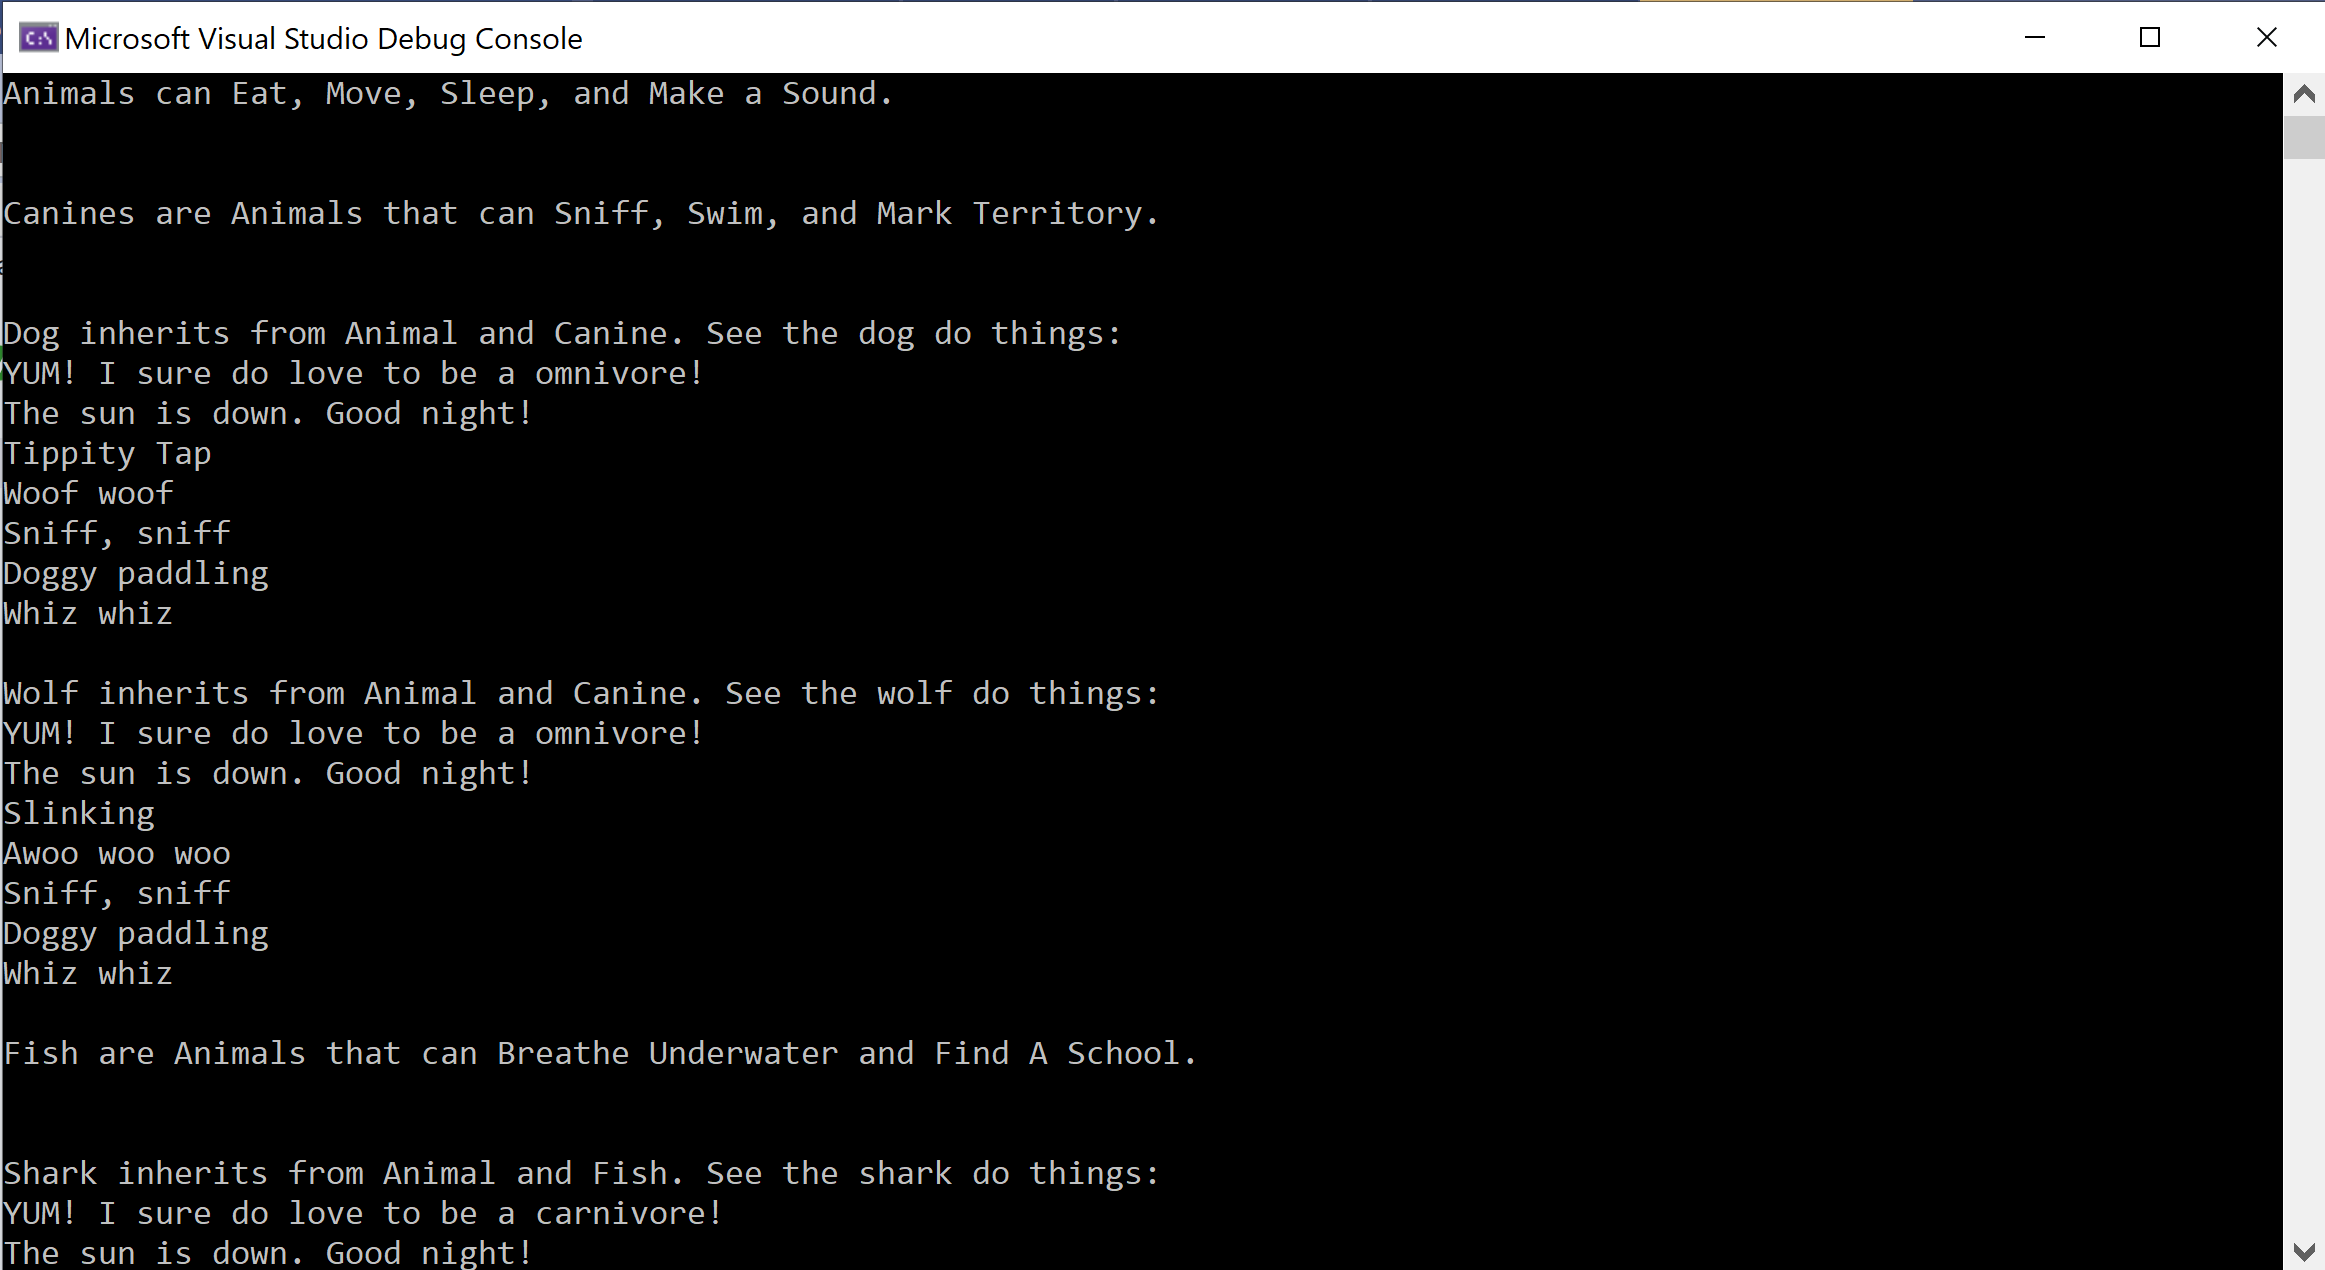 Microsoft Visual Studio Debug Console
Animals can Eat, Move, Sleep, and Make a Sound.
Canines are Animals that can Sniff, Swim, and Mark Territory.
Dog inherits from Animal and Canine. See the dog do things:
YUM! I sure do love to be a omnivore!
The sun is down. Good night!
Tippity Tap
Woof woof
Sniff, sniff
Doggy paddling
Whiz whiz
Wolf inherits from Animal and Canine. See the wolf do things:
YUM! I sure do love to be a omnivore!
The sun is down. Good night!
Slinking
Awoo woo woo
Sniff, sniff
Doggy paddling
Whiz whiz
Fish are Animals that can Breathe Underwater and Find A School.
Shark inherits from Animal and Fish. See the shark do things:
YUM! I sure do love to be a carnivore!
The sun is down. Good night!